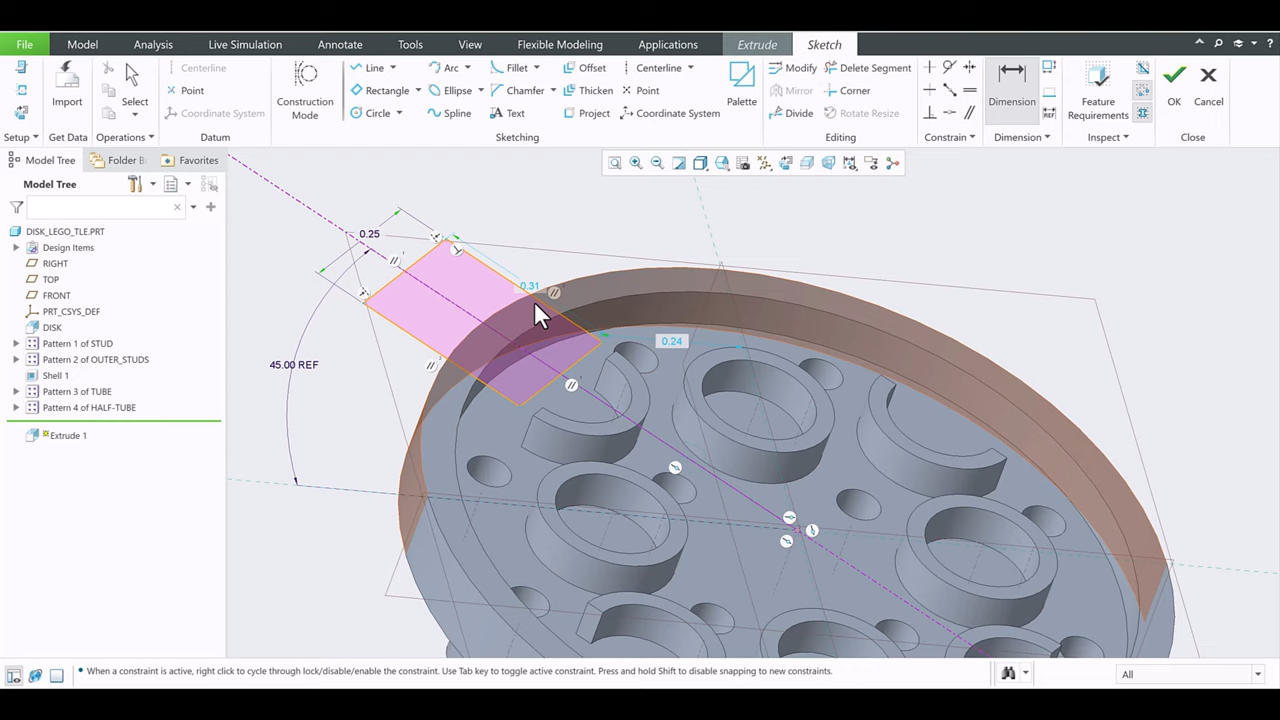 File Model Analysis Live Simulation Annotate Tools View Flexible Modeling Applications Extrude Sketch
Import
Select
Centerline
Point
Coordinate System
Construction
Mode
Line Arc Fillet Offset Centerline
Rectangle Ellipse Chamfer Thicken Point
Circle Spline Text Project Coordinate System
Palette
Modify Delete Segment
Mirror Corner
Divide Rotate Resize
Dimension
Feature
Requirements
OK
Cancel
Setup Get Data Operations Datum Sketching Editing Constrain Dimension Inspect Close
Model Tree Folder B Favorites
Model Tree
DISK_LEGO_TLE.PRT
Design Items
RIGHT
TOP
FRONT
PRT_CSYS_DEF
DISK
Pattern 1 of STUD
Pattern 2 of OUTER_STUDS
Shell 1
Pattern 3 of TUBE
Pattern 4 of HALF-TUBE
Extrude 1
0.25
0.31
0.24
45.00 REF
When a constraint is active, right click to cycle through lock/disable/enable the constraint. Use Tab key to toggle active constraint. Press and hold Shift to disable snapping to new constraints.
All